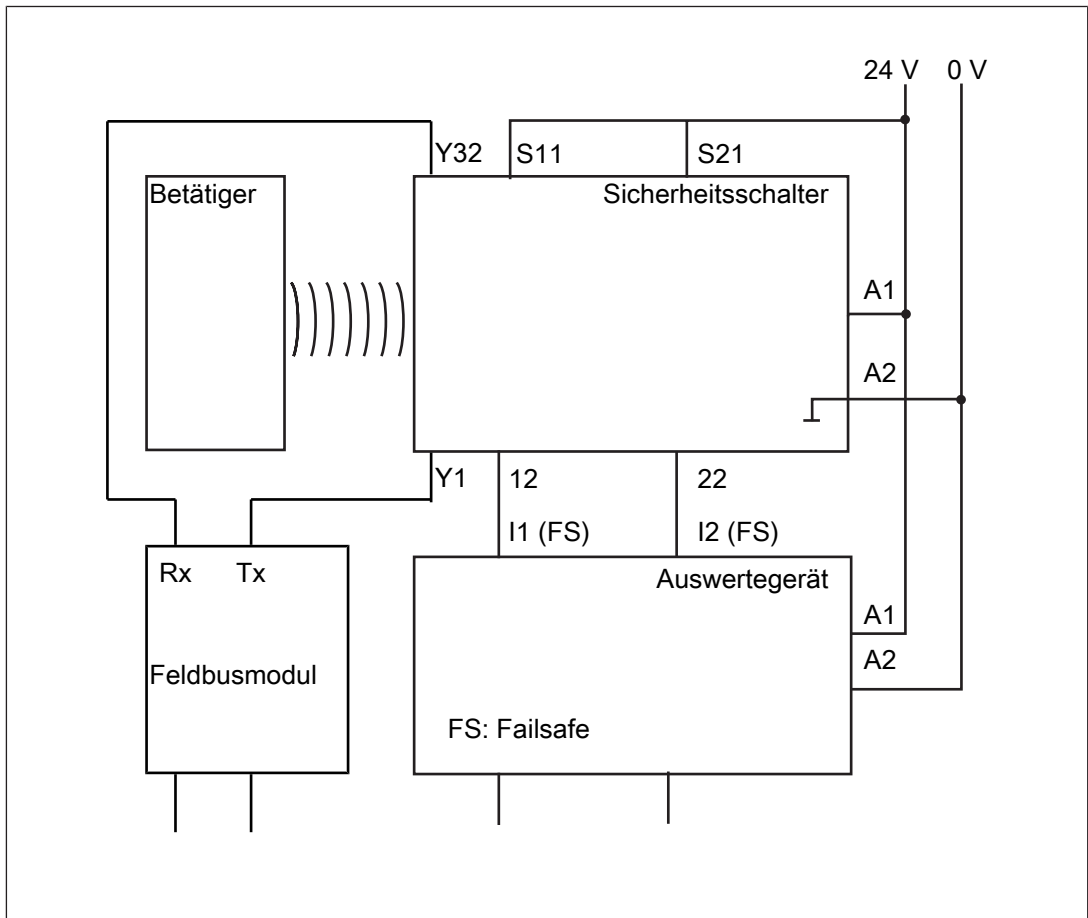 24 V 0 V
Y32 S11 S21
Betätiger Sicherheitsschalter
A1
A2
Y1 12 22
I1 (FS) I2 (FS)
Rx Tx Auswertegerät
A1
A2
Feldbusmodul
FS: Failsafe